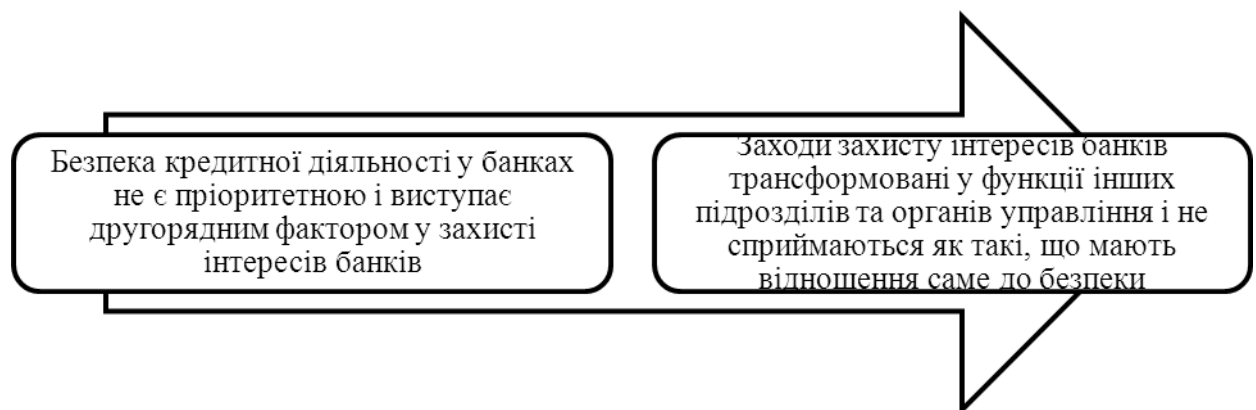 Безпека кредитної діяльності у банках
не є пріоритетною і виступає
другорядним фактором у захисті
інтересів банків
Заходи захисту інтересів банків
трансформовані у функції інших
підрозділів та органів управління і не
сприймаються як такі, що мають
відношення саме до безпеки